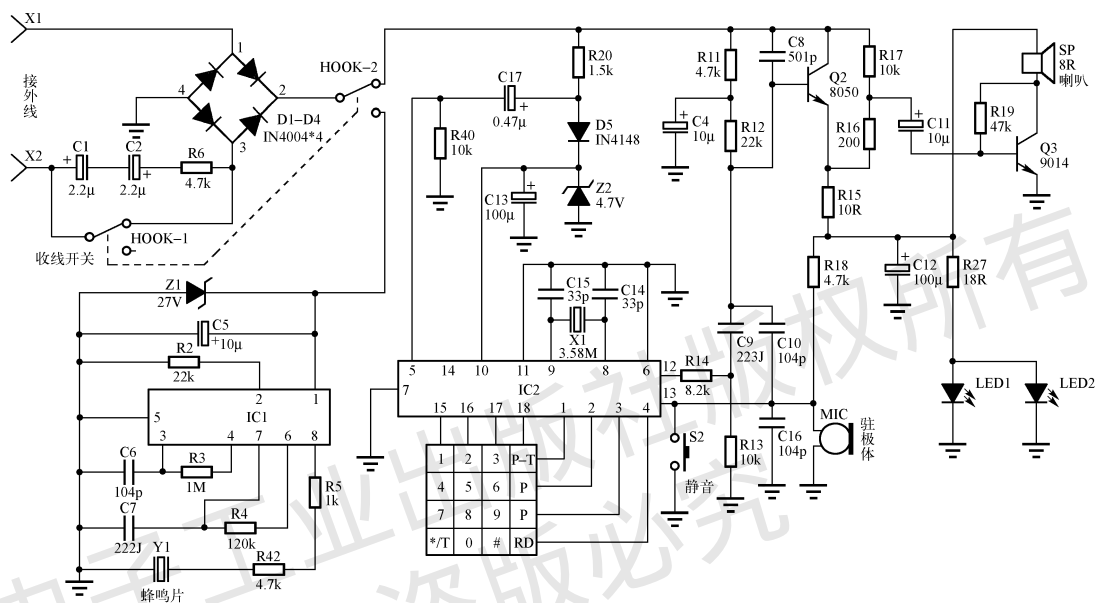 X1
接外线
X2
1
2
3
4
D1–D4
IN4004*4
HOOK–2
C1
2.2μ
C2
2.2μ
R6
4.7k
HOOK–1
收线开关
Z1
27V
C5
10μ
R2
22k
IC1
5
2
1
3
4
7
6
8
C6
104p
R3
1M
C7
222J
R4
120k
R5
1k
Y1
蜂鸣片
R42
4.7k
R20
1.5k
C17
0.47μ
R40
10k
D5
IN4148
C13
100μ
Z2
4.7V
C15
33p
C14
33p
X1
3.58M
5
14
10
11
9
8
6
7
IC2
12
13
15
16
17
18
1
2
3
4
1
2
3
P–T
4
5
6
P
7
8
9
P
*/T
0
#
RD
R11
4.7k
C8
501p
Q2
8050
R17
10k
C4
10μ
R12
22k
R16
200
C11
10μ
R19
47k
SP
8R
喇叭
Q3
9014
R15
10R
R18
4.7k
C12
100μ
R27
18R
C9
223J
C10
104p
R14
8.2k
R13
10k
C16
104p
S2
静音
MIC
驻极体
LED1
LED2
电子工业出版社版权所有
盗版必究